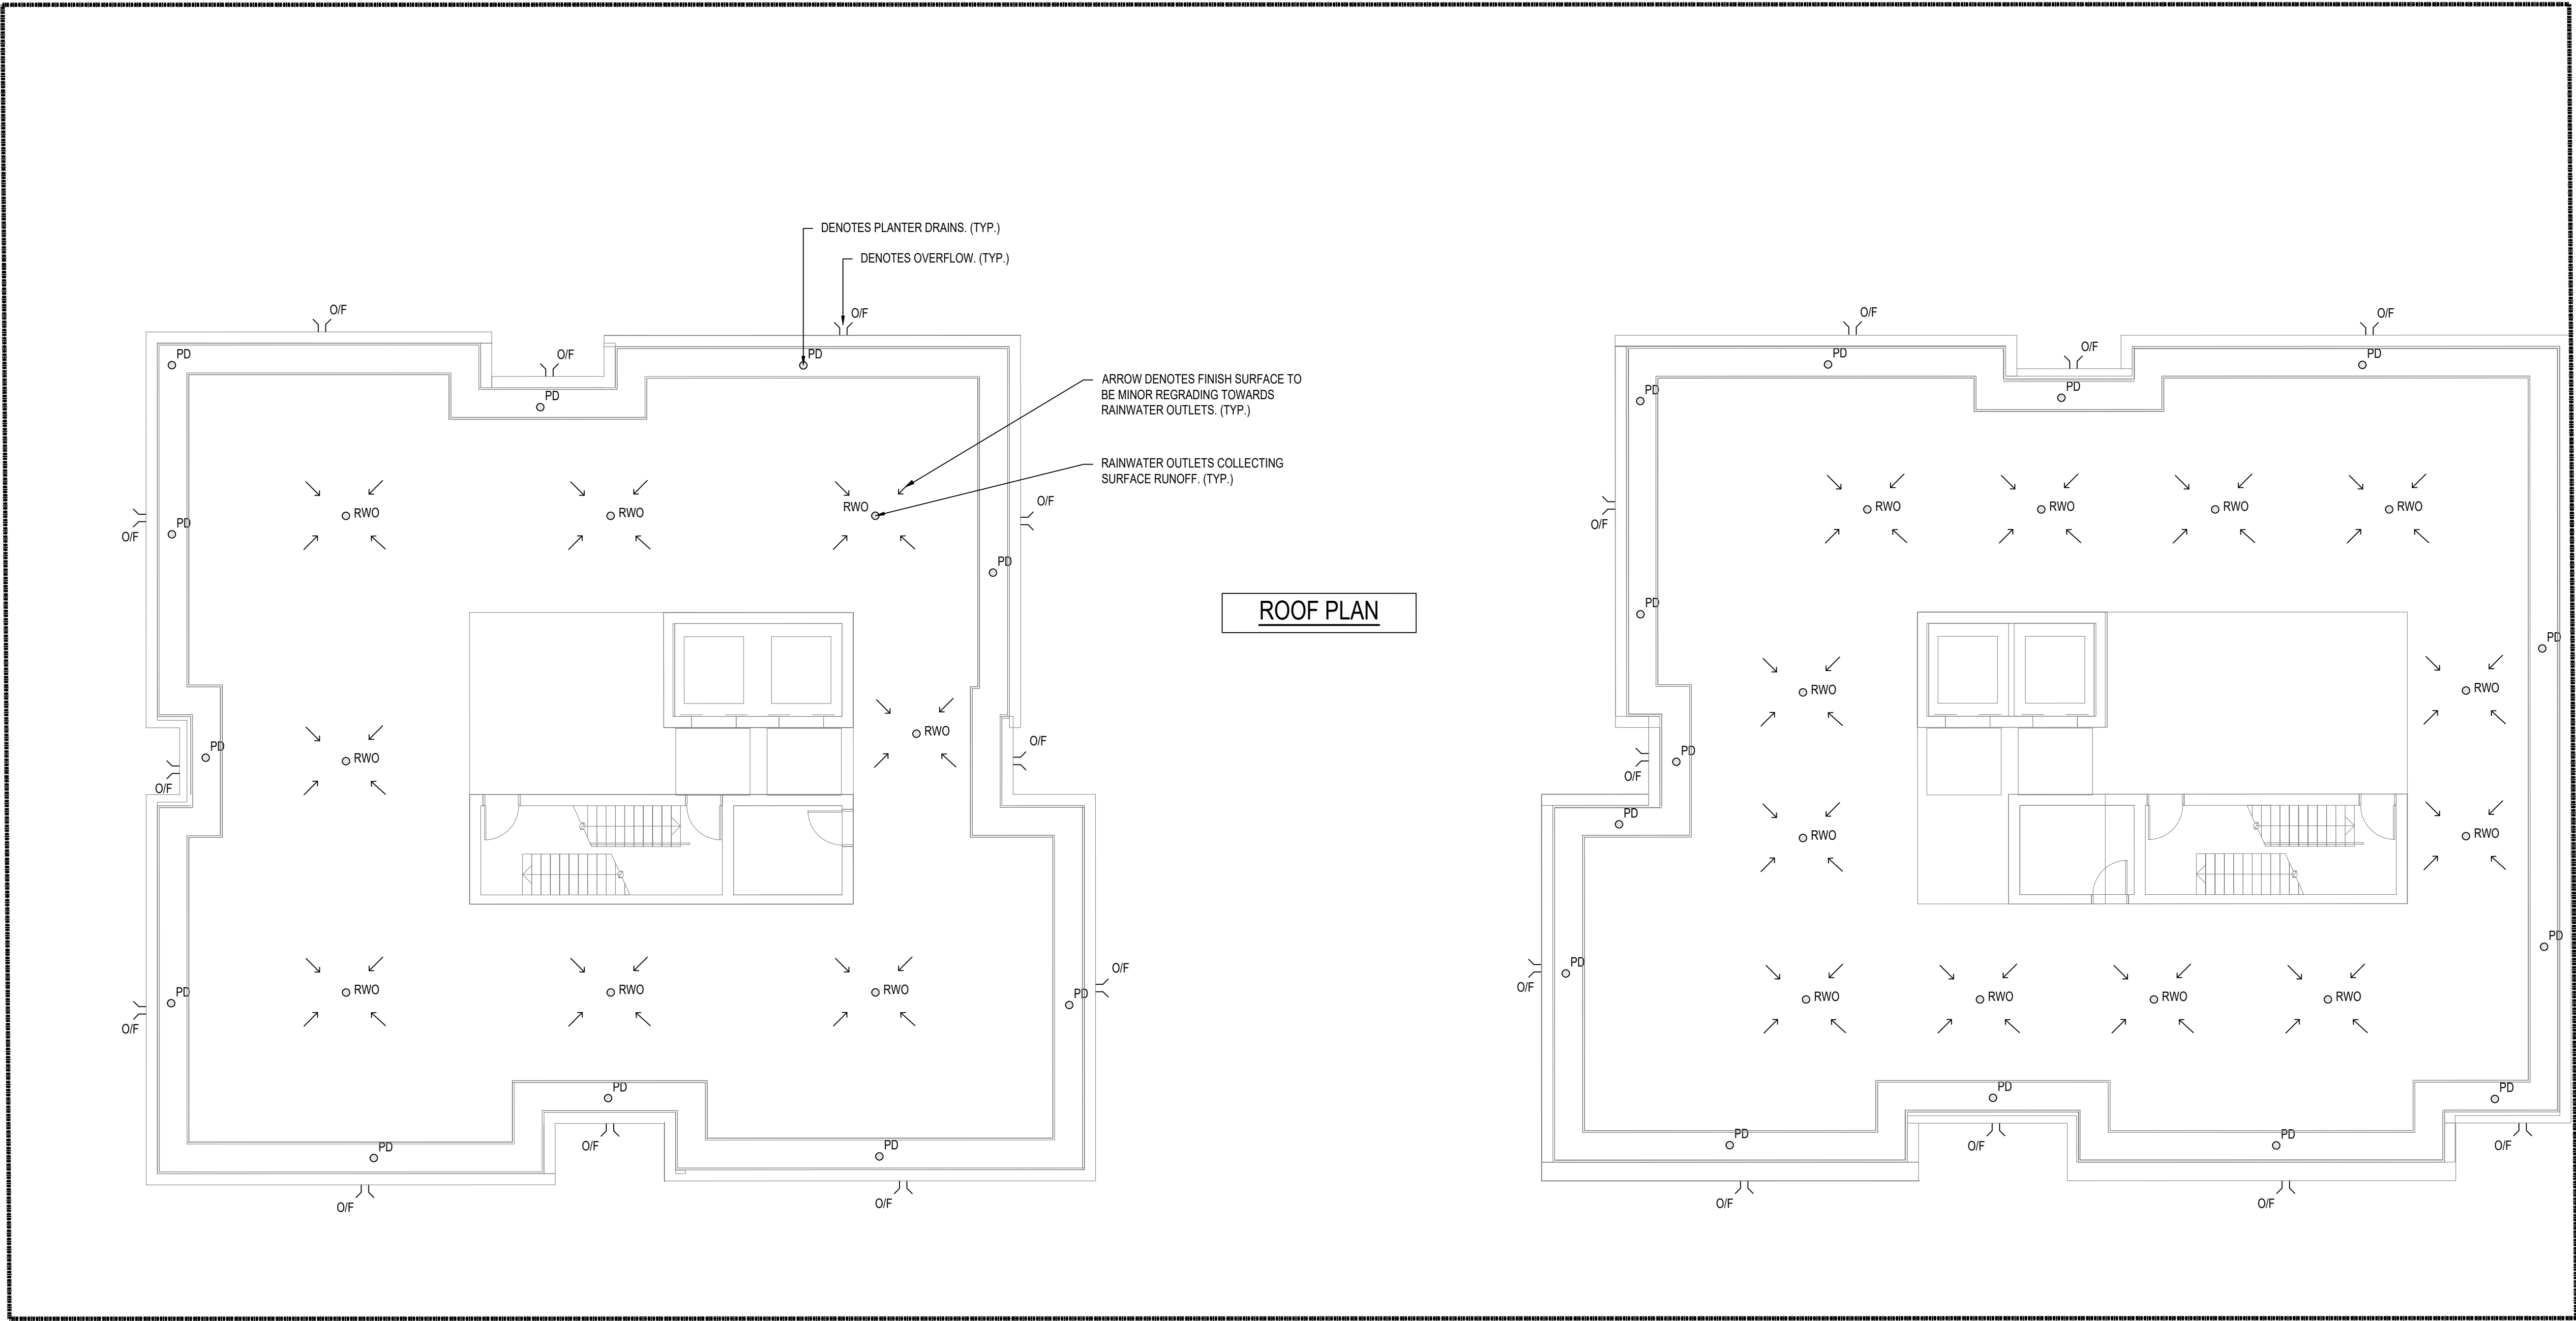 DENOTES PLANTER DRAINS. (TYP.)
DENOTES OVERFLOW. (TYP.)
O/F
O/F
O/F
PD
PD
PD
ARROW DENOTES FINISH SURFACE TO
BE MINOR REGRADING TOWARDS
RAINWATER OUTLETS. (TYP.)
RAINWATER OUTLETS COLLECTING
SURFACE RUNOFF. (TYP.)
O/F
RWO
RWO
RWO
PD
O/F
PD
RWO
O/F
PD
RWO
O/F
RWO
RWO
RWO
O/F
PD
PD
O/F
PD
O/F
PD
PD
O/F
O/F
ROOF PLAN
O/F
O/F
O/F
PD
PD
PD
PD
RWO
RWO
RWO
RWO
O/F
PD
PD
RWO
RWO
PD
O/F
PD
RWO
RWO
PD
PD
O/F
RWO
RWO
RWO
RWO
PD
PD
O/F
O/F
PD
PD
O/F
O/F